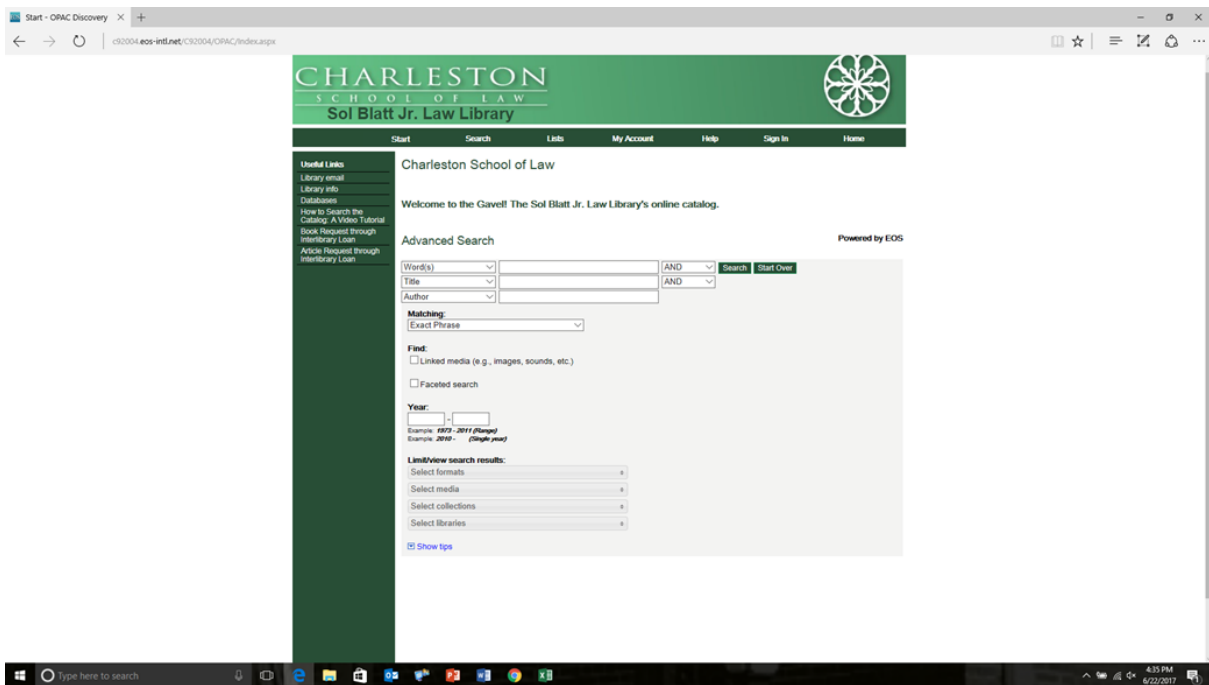 Start - OPAC Discovery
c92004.eos-intl.net/C92004/OPAC/Index.aspx
CHARLESTON
SCHOOL OF LAW
Sol Blatt Jr. Law Library
Start Search Lists My Account Help Sign In Home
Useful Links
Library email
Library info
Databases
How to Search the
Catalog: A Video Tutorial
Book Request through
Interlibrary Loan
Article Request through
Interlibrary Loan
Charleston School of Law
Welcome to the Gavel! The Sol Blatt Jr. Law Library's online catalog.
Advanced Search
Powered by EOS
Word(s) AND Search Start Over
Title AND
Author
Matching:
Exact Phrase
Find:
Linked media (e.g., images, sounds, etc.)
Faceted search
Year:
-
Example: 1973 - 2011 (Range)
Example: 2010 - (Single year)
Limit/view search results:
Select formats
Select media
Select collections
Select libraries
Show tips
Type here to search
4:35 PM
6/22/2017